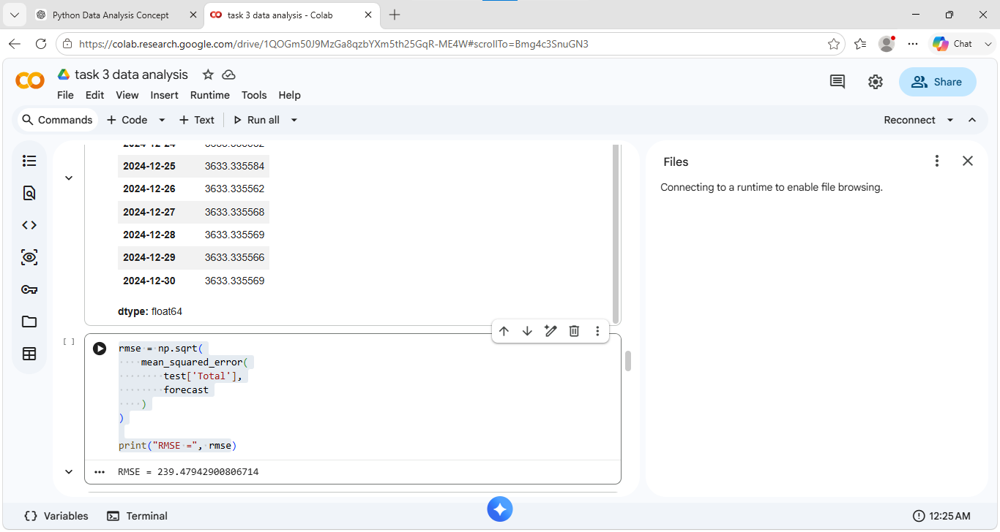 Python Data Analysis Concept
task 3 data analysis - Colab
https://colab.research.google.com/drive/1QOGm50J9MzGa8qzbYXm5th25GqR-ME4W#scrollTo=Bmg4c3SnuGN3
Chat
task 3 data analysis
File Edit View Insert Runtime Tools Help
Share
Commands + Code + Text Run all
Reconnect
Files
Connecting to a runtime to enable file browsing.
2024-12-24 3633.335562
2024-12-25 3633.335584
2024-12-26 3633.335562
2024-12-27 3633.335568
2024-12-28 3633.335569
2024-12-29 3633.335566
2024-12-30 3633.335569
dtype: float64
[ ]
rmse = np.sqrt(
mean_squared_error(
test['Total'],
forecast
)
)
print("RMSE =", rmse)
RMSE = 239.47942900806714
Variables Terminal
12:25 AM